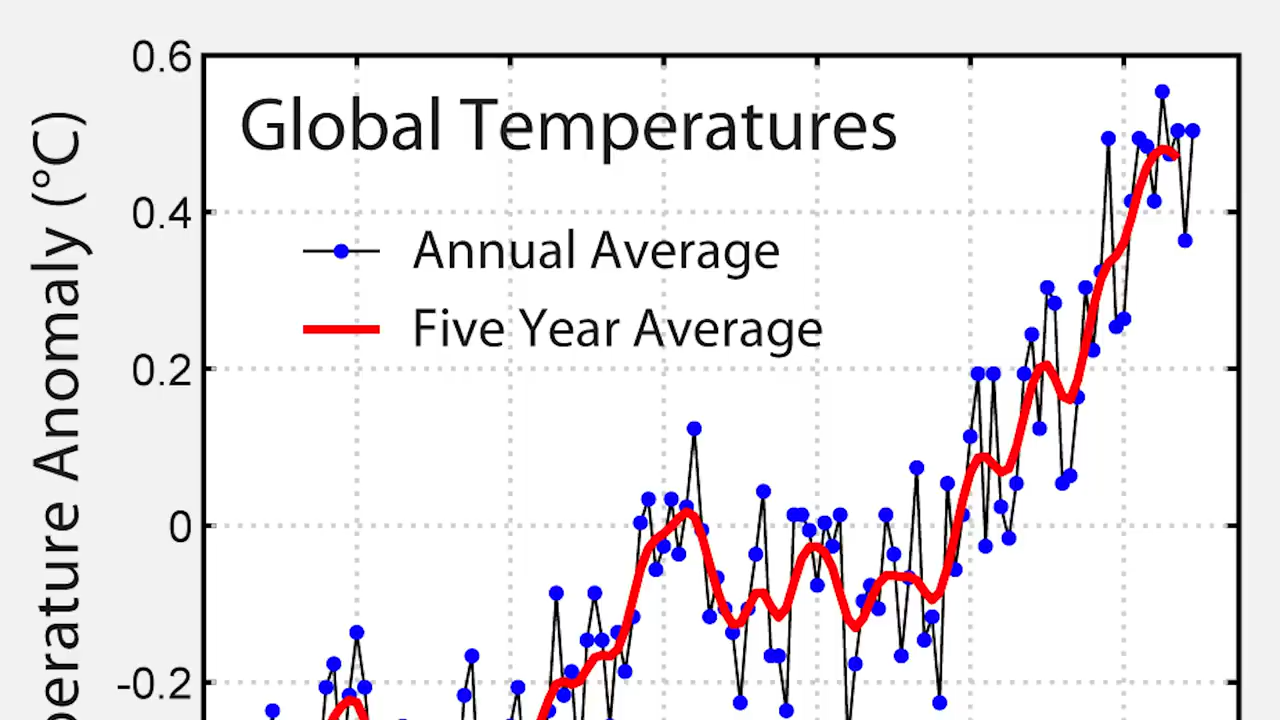 0.6
Global Temperatures
0.4
Annual Average
Five Year Average
0.2
0
-0.2
perature Anomaly (°C)